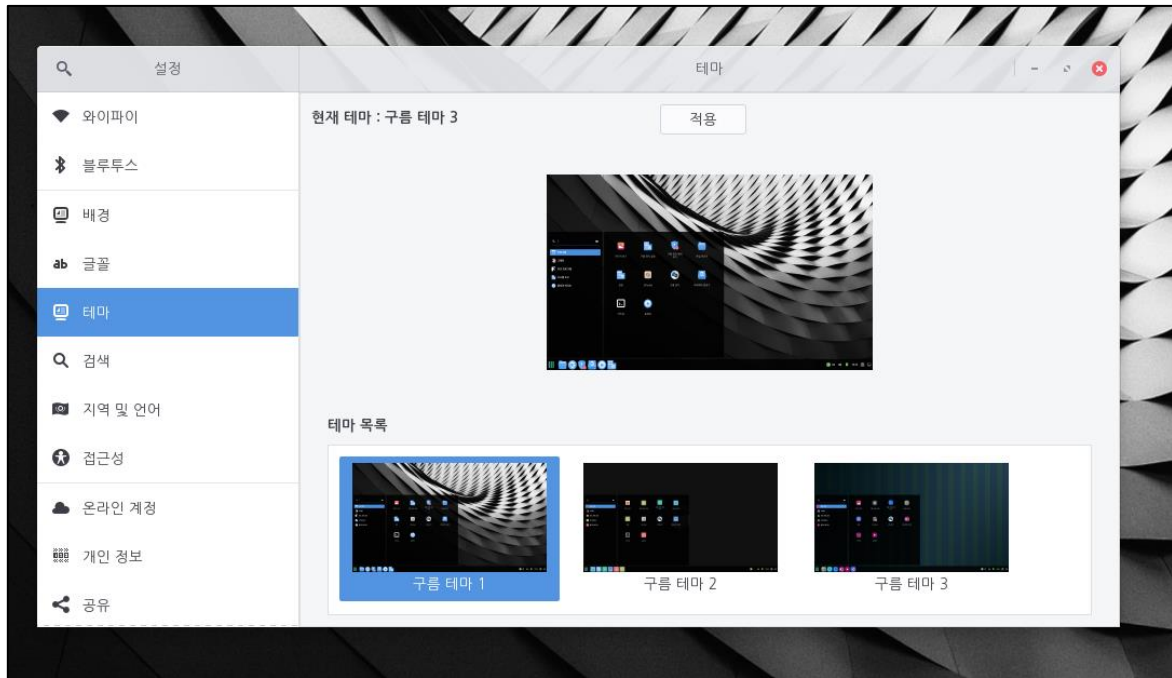 설정
테마
와이파이
블루투스
배경
ab 글꼴
테마
검색
지역 및 언어
접근성
온라인 계정
개인 정보
공유
현재 테마 : 구름 테마 3
적용
테마 목록
구름 테마 1
구름 테마 2
구름 테마 3